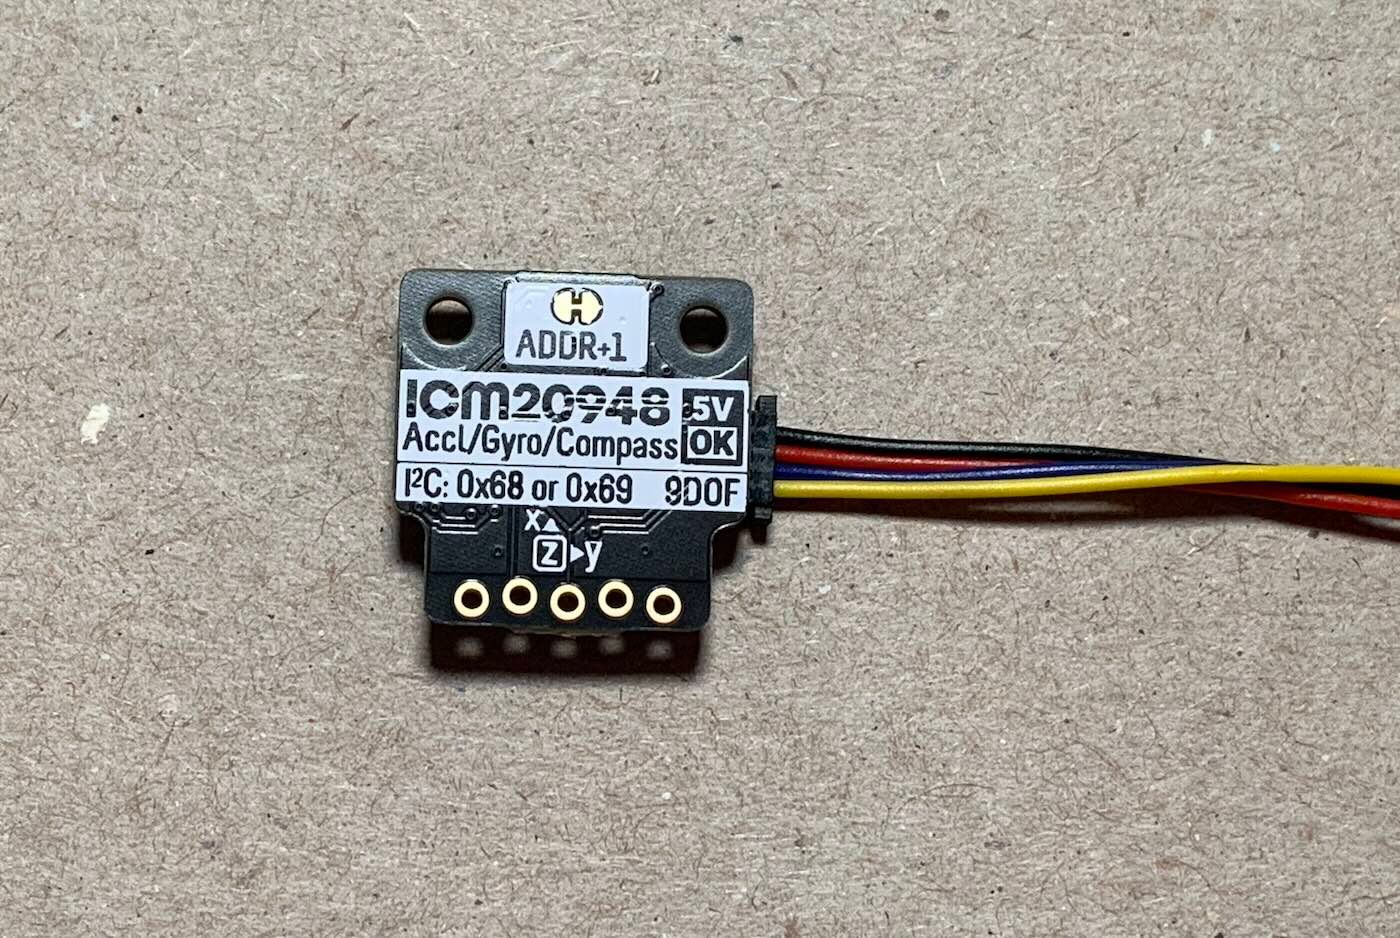 ADDR+1
ICM20948
5V
OK
Accl/Gyro/Compass
I²C: 0x68 or 0x69 9DOF
x
z y